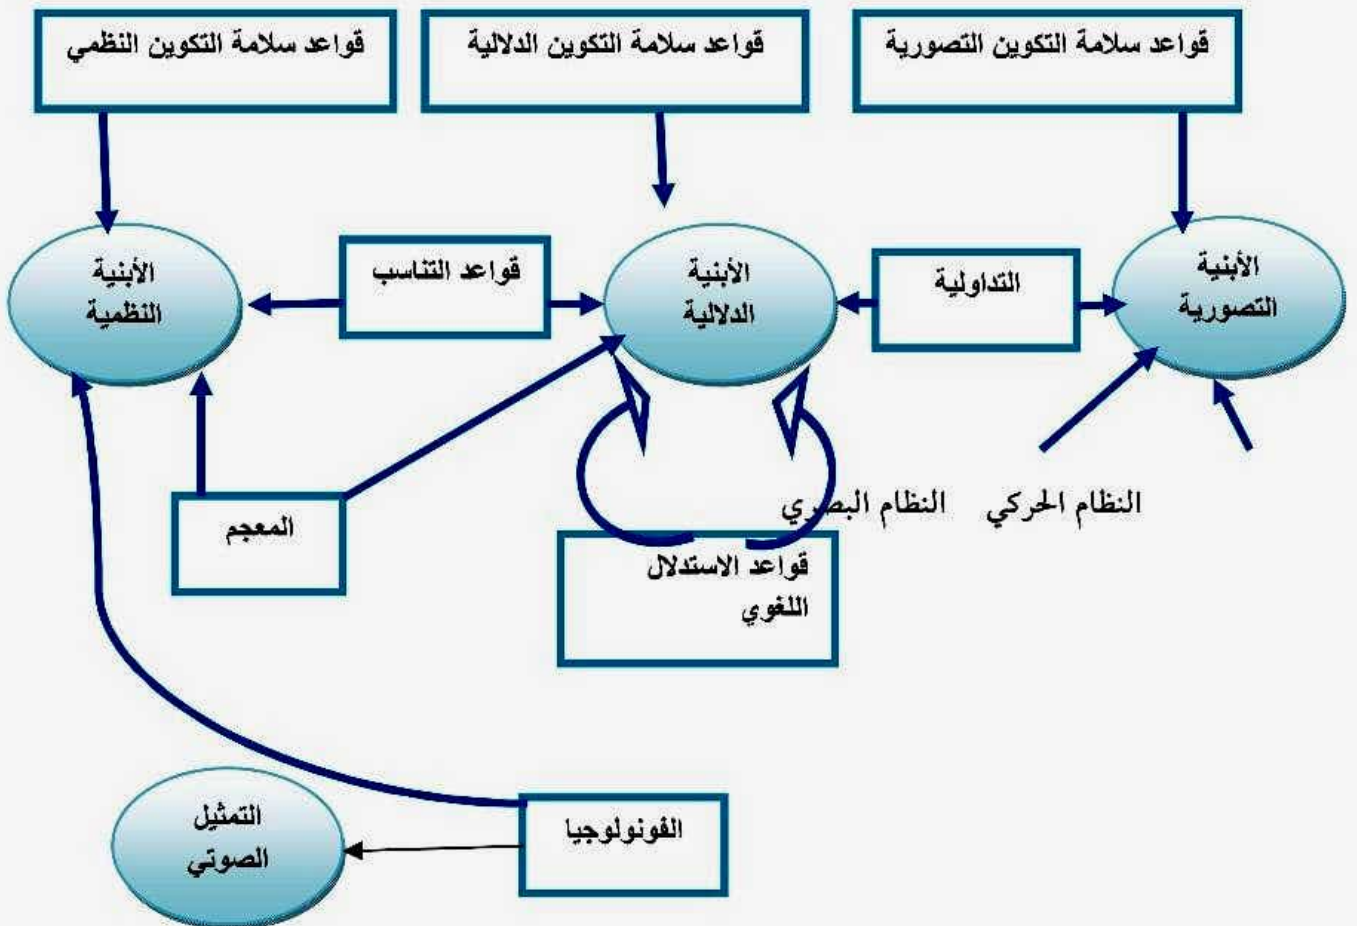 قواعد سلامة التكوين التصورية
قواعد سلامة التكوين الدلالية
قواعد سلامة التكوين النظمي
الأبنية
التصورية
التداولية
الأبنية
الدلالية
قواعد التناسب
الأبنية
النظمية
النظام الحركي
النظام البصري
المعجم
قواعد الاستدلال
اللغوي
الفونولوجيا
التمثيل
الصوتي